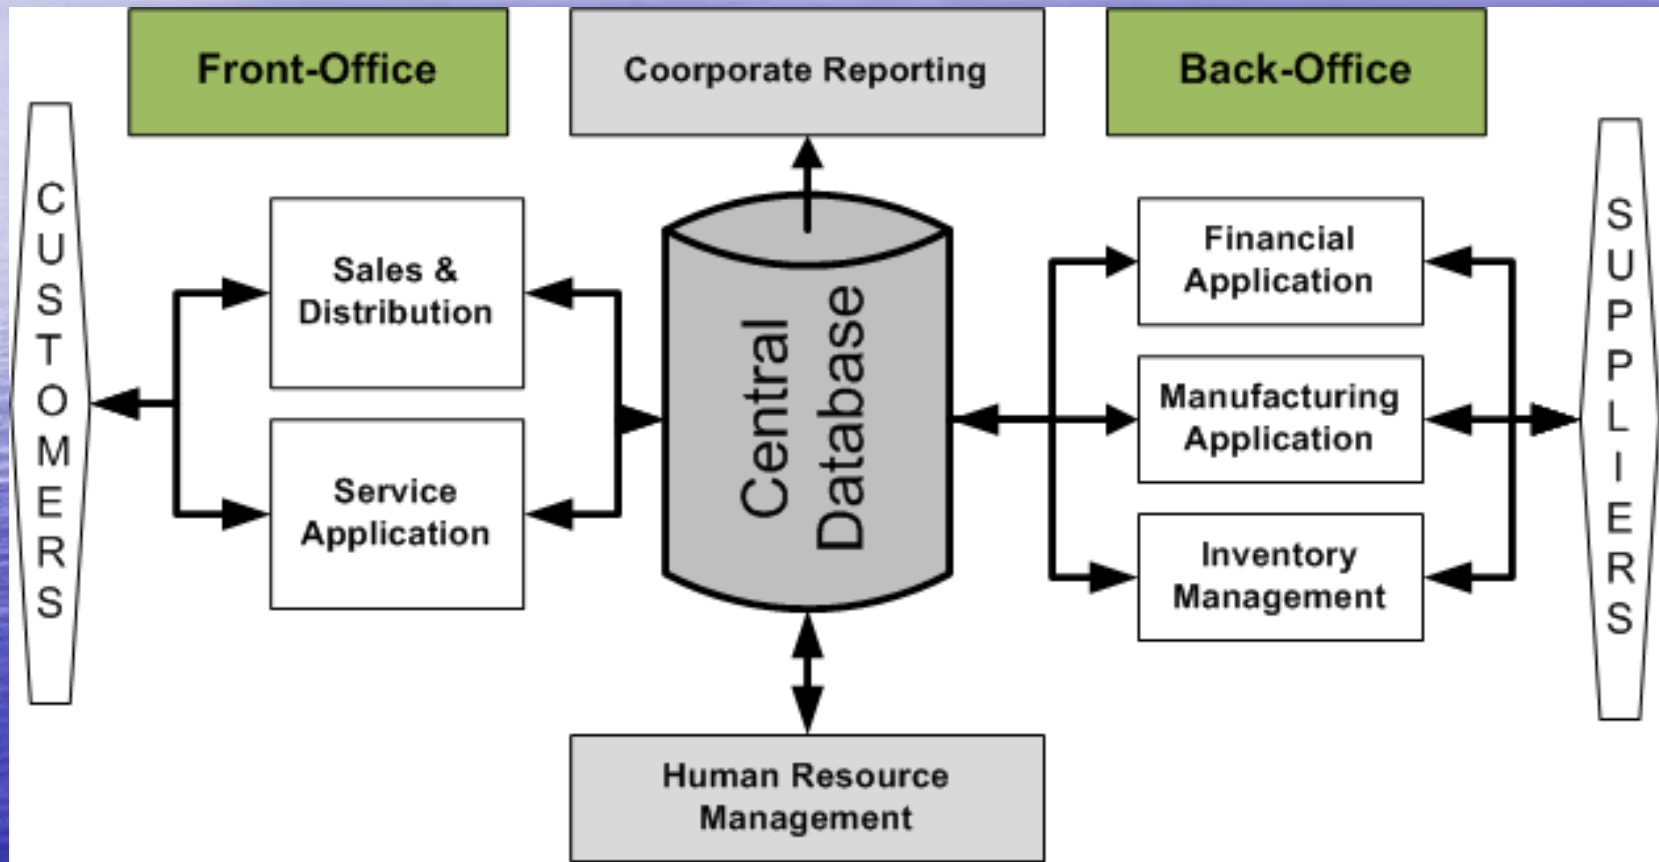 Front-Office
Coorporate Reporting
Back-Office
CUSTOMERS
Sales &
Distribution
Service
Application
Central
Database
Financial
Application
Manufacturing
Application
Inventory
Management
SUPPLIERS
Human Resource
Management